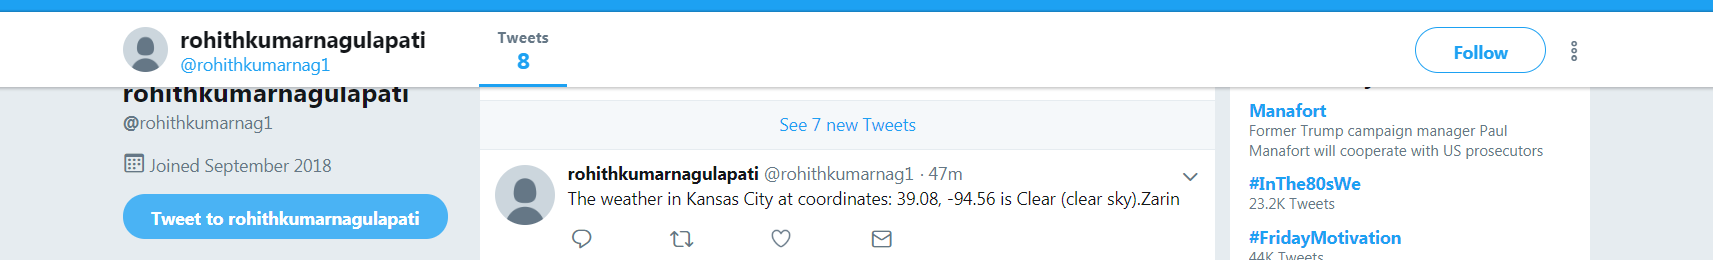 rohithkumarnagulapati
@rohithkumarnag1
Tweets
8
Follow
rohithkumarnagulapati
@rohithkumarnag1
Joined September 2018
Tweet to rohithkumarnagulapati
See 7 new Tweets
rohithkumarnagulapati @rohithkumarnag1 · 47m
The weather in Kansas City at coordinates: 39.08, -94.56 is Clear (clear sky).Zarin
Manafort
Former Trump campaign manager Paul
Manafort will cooperate with US prosecutors
#InThe80sWe
23.2K Tweets
#FridayMotivation
44K Tweets